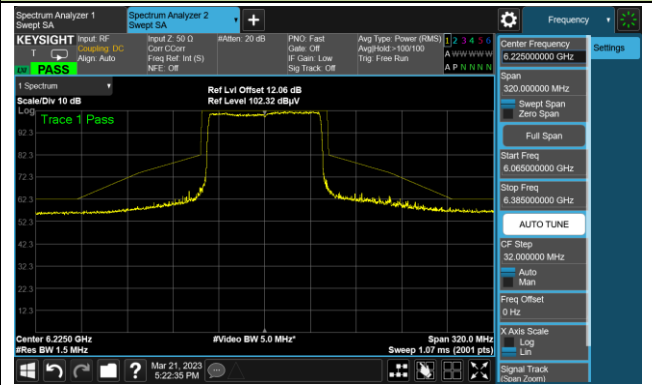 Spectrum Analyzer 1
Swept SA
Spectrum Analyzer 2
Swept SA
Frequency
KEYSIGHT
Input: RF
Coupling: DC
Align: Auto
Input Z: 50 Ω
Corr CCorr
Freq Ref: Int (S)
NFE: Off
#Atten: 20 dB
PNO: Fast
Gate: Off
IF Gain: Low
Sig Track: Off
Avg Type: Power (RMS)
Avg|Hold:>100/100
Trig: Free Run
1 2 3 4 5 6
A W W W W W
A P N N N N
T
PASS
1 Spectrum
Scale/Div 10 dB
Ref Lvl Offset 12.06 dB
Ref Level 102.32 dBµV
Log
Trace 1 Pass
92.3
82.3
72.3
62.3
52.3
42.3
32.3
22.3
12.3
Center 6.2250 GHz
#Res BW 1.5 MHz
#Video BW 5.0 MHz*
Span 320.0 MHz
Sweep 1.07 ms (2001 pts)
Mar 21, 2023
5:22:35 PM
Center Frequency
6.225000000 GHz
Settings
Span
320.000000 MHz
Swept Span
Zero Span
Full Span
Start Freq
6.065000000 GHz
Stop Freq
6.385000000 GHz
AUTO TUNE
CF Step
32.000000 MHz
Auto
Man
Freq Offset
0 Hz
X Axis Scale
Log
Lin
Signal Track
(Span Zoom)